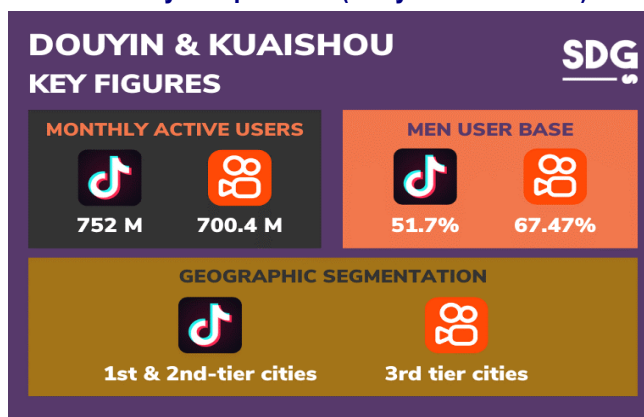 DOUYIN & KUAISHOU
KEY FIGURES
SDG
S
MONTHLY ACTIVE USERS
752 M 700.4 M
MEN USER BASE
51.7% 67.47%
GEOGRAPHIC SEGMENTATION
1st & 2nd-tier cities 3rd tier cities